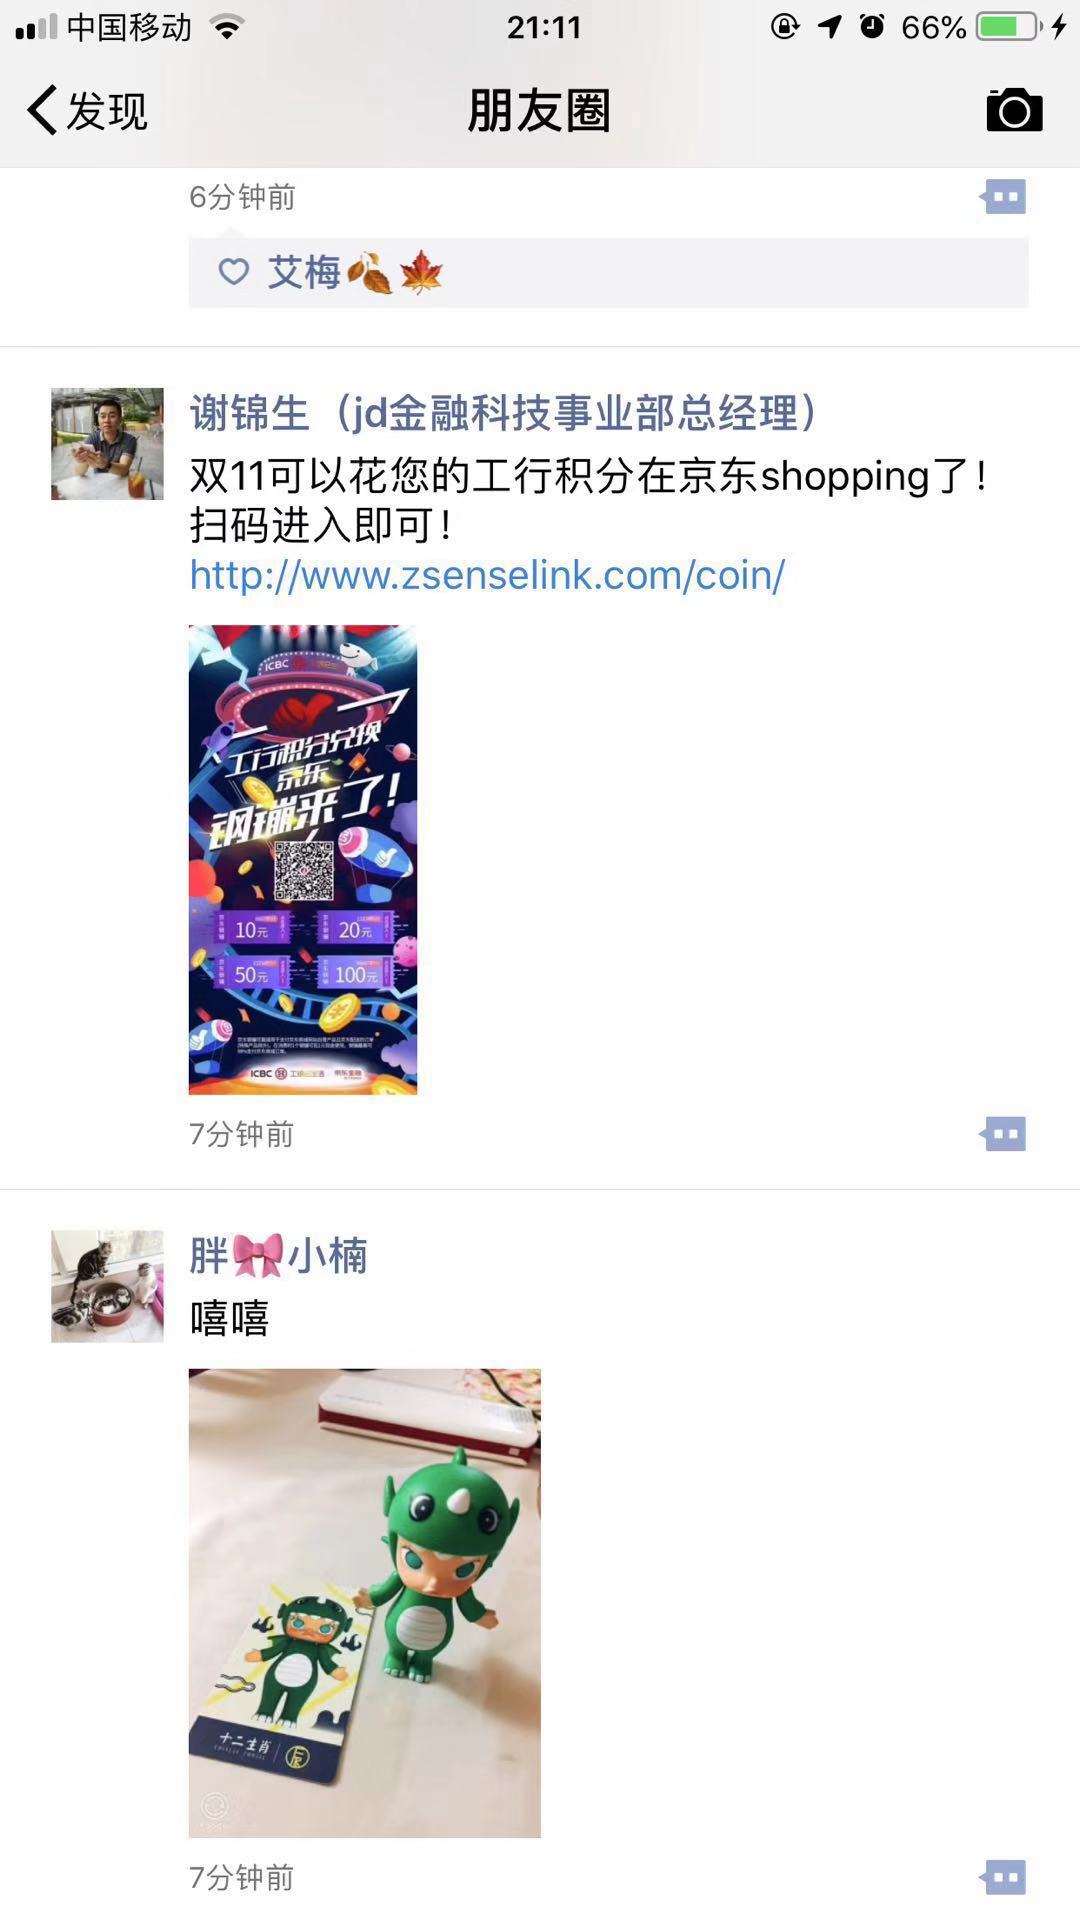 中国移动
21:11
66%
发现
朋友圈
6分钟前
艾梅
谢锦生（jd金融科技事业部总经理）
双11可以花您的工行积分在京东shopping了！
扫码进入即可！
http://www.zsenselink.com/coin/
ICBC
工行积分兑换
京东
钢镚来了！
10元
20元
50元
100元
ICBC
京东金融
7分钟前
胖小楠
嘻嘻
十二生肖
7分钟前